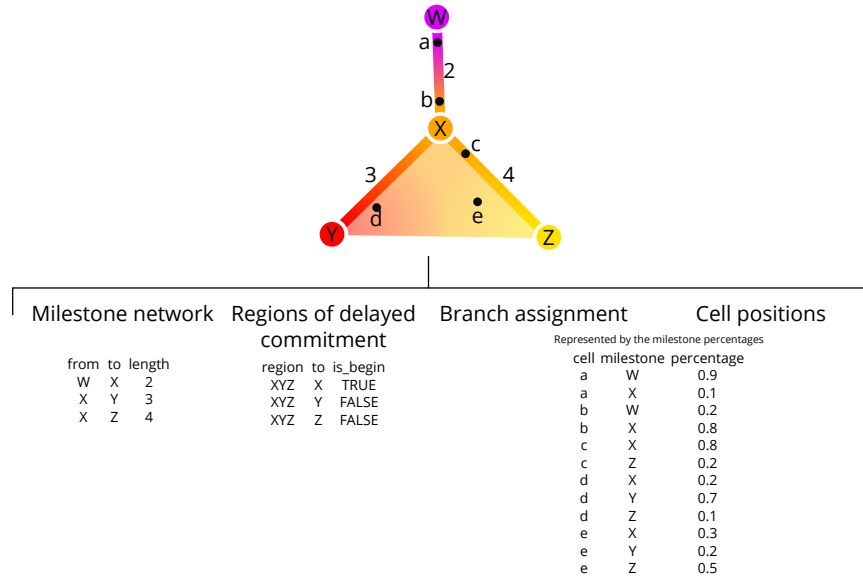 W
a
2
b
X
c
3
4
d
e
Y
Z
Milestone network
from to length
W X 2
X Y 3
X Z 4
Regions of delayed
commitment
region to is_begin
XYZ X TRUE
XYZ Y FALSE
XYZ Z FALSE
Branch assignment
Cell positions
Represented by the milestone percentages
cell milestone percentage
a W 0.9
a X 0.1
b W 0.2
b X 0.8
c X 0.8
c Z 0.2
d X 0.2
d Y 0.7
d Z 0.1
e X 0.3
e Y 0.2
e Z 0.5